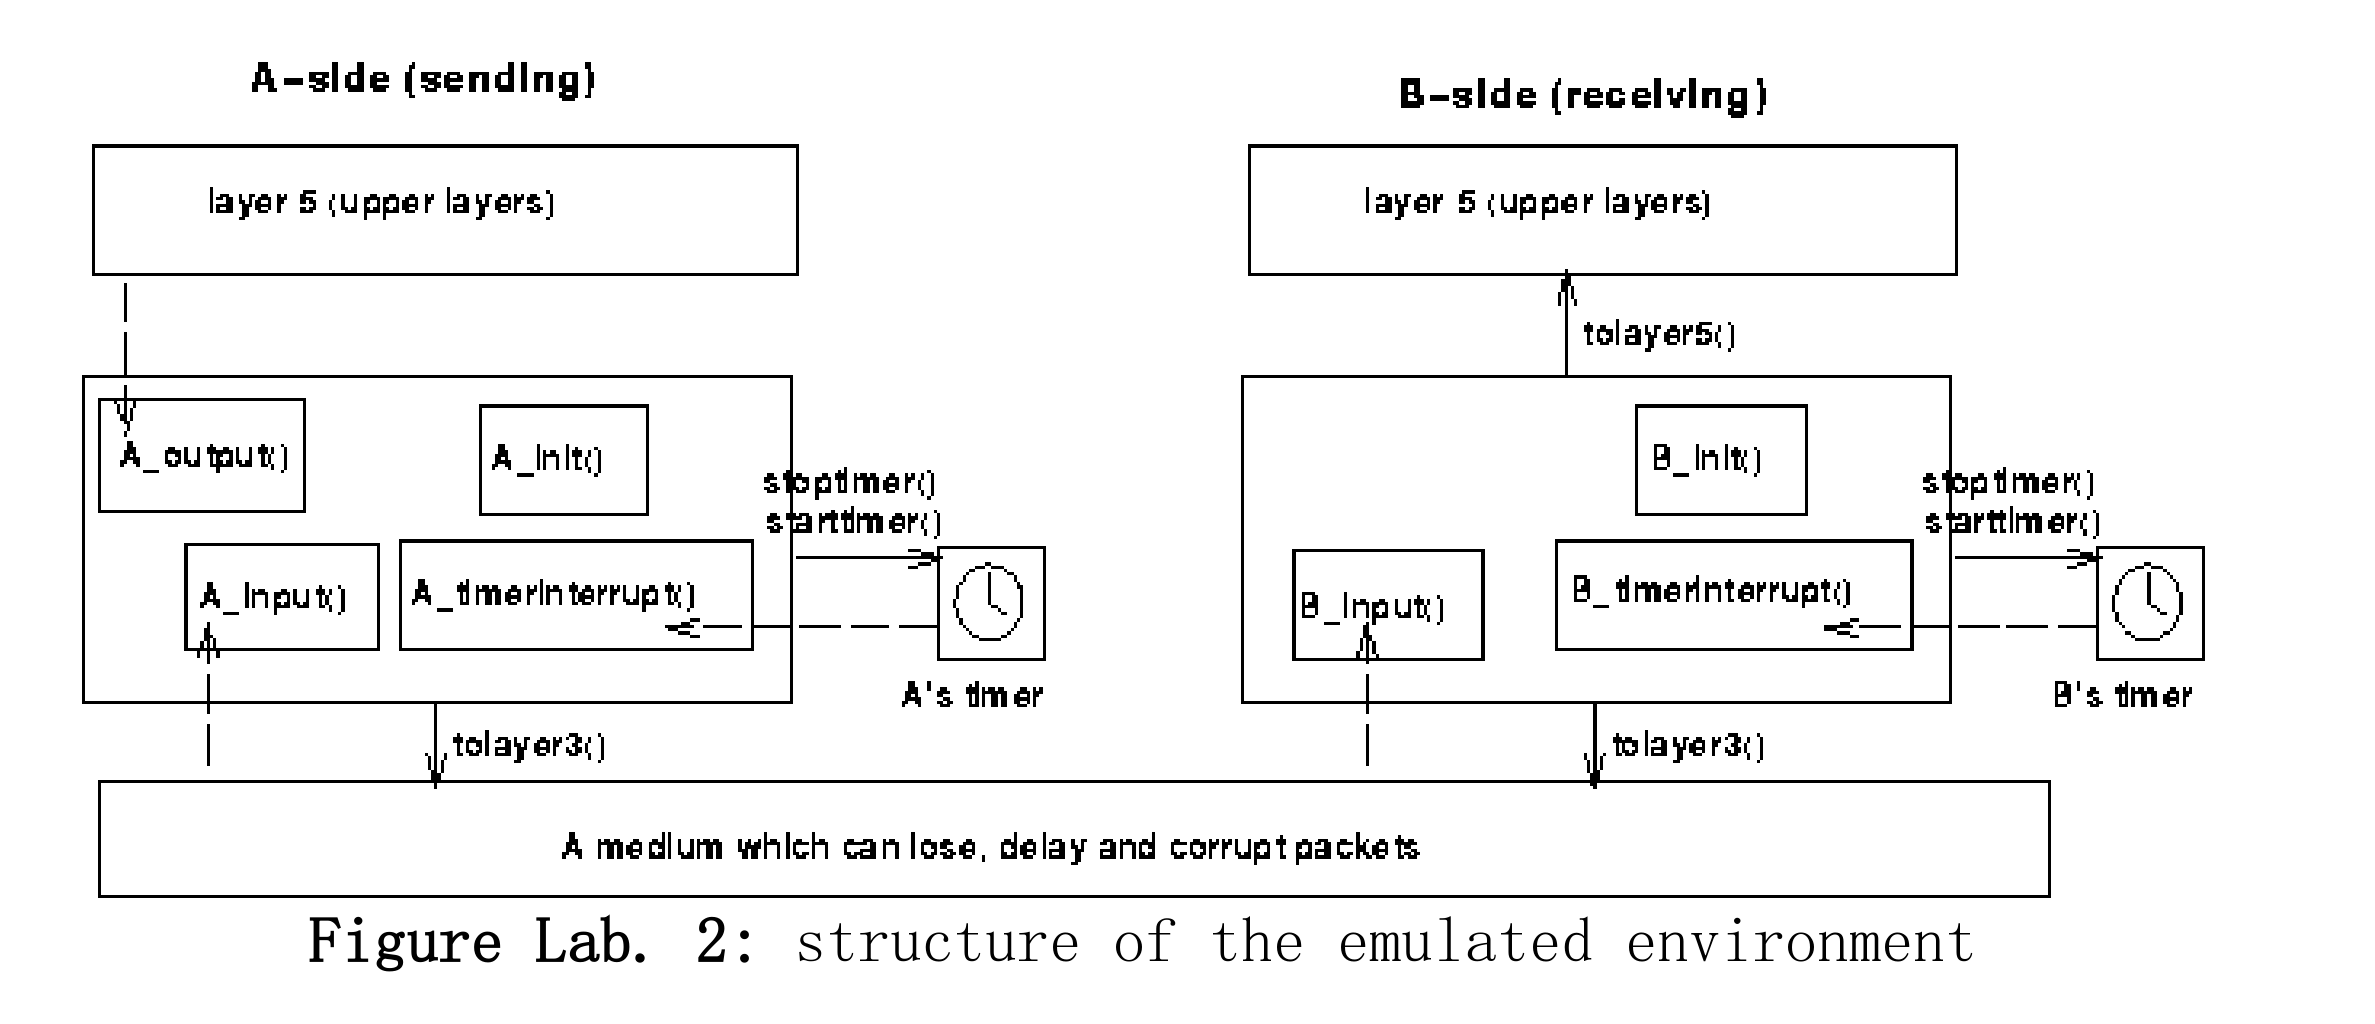 A-side (sending)
B-side (receiving)
layer 5 (upper layers)
layer 5 (upper layers)
tolayer5()
A_output()
A_init()
B_init()
stoptimer()
starttimer()
stoptimer()
starttimer()
A_input()
A_timerinterrupt()
B_input()
B_timerinterrupt()
A's timer
B's timer
tolayer3()
tolayer3()
A medium which can lose, delay and corrupt packets
Figure Lab. 2: structure of the emulated environment